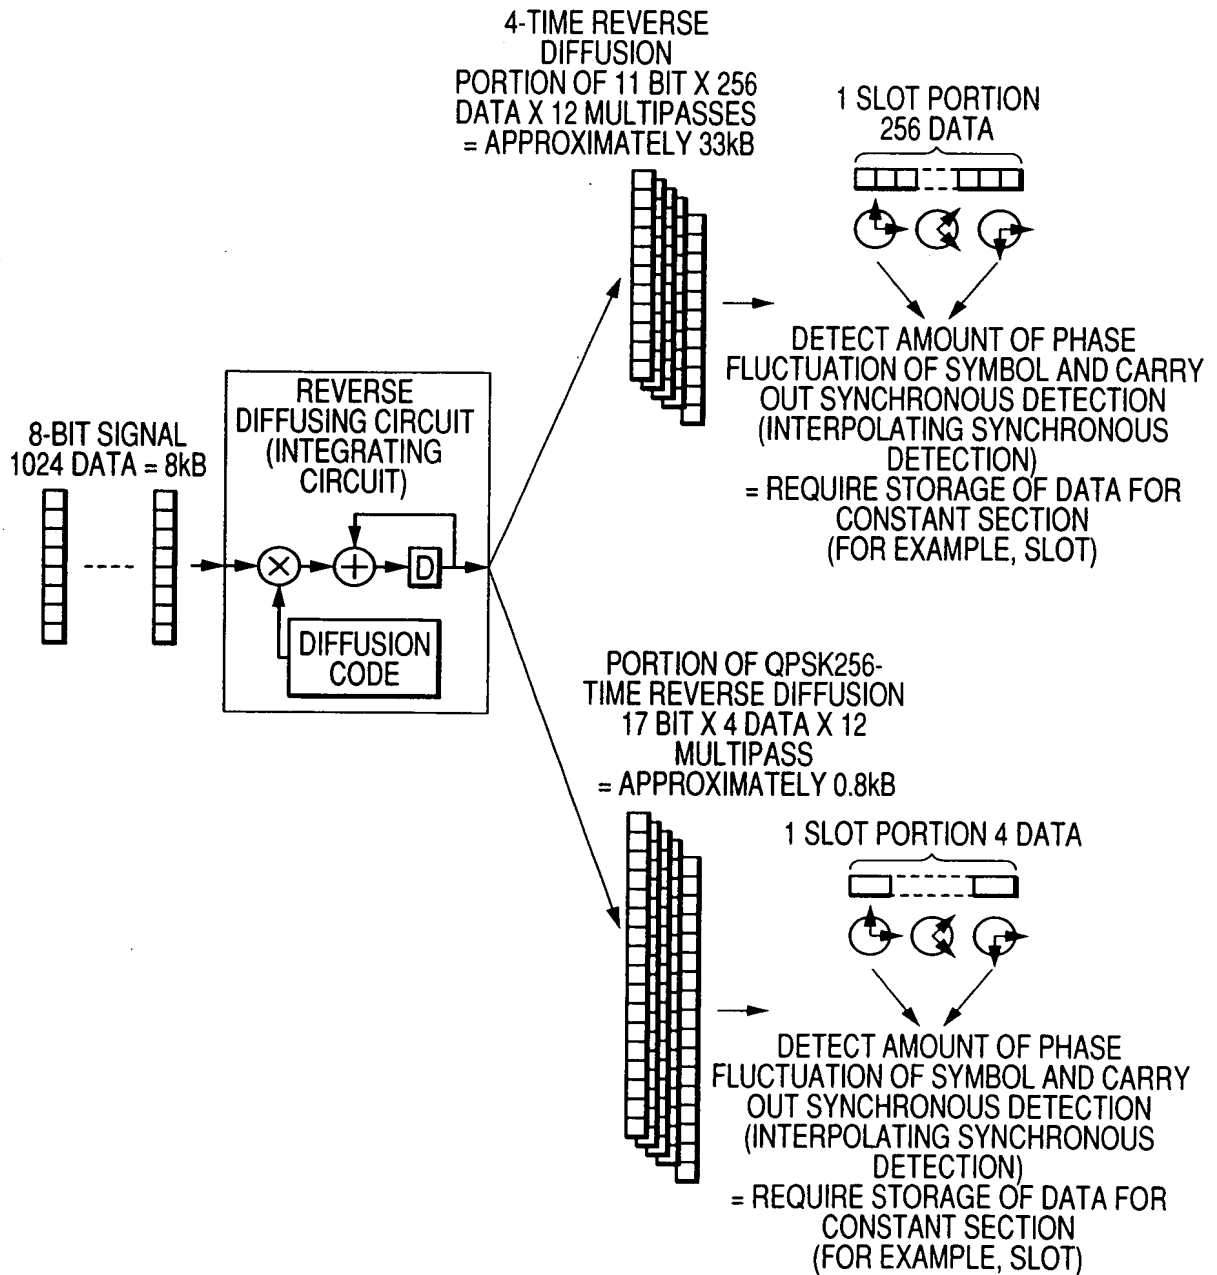 4-TIME REVERSE
DIFFUSION
PORTION OF 11 BIT X 256
DATA X 12 MULTIPASSES
= APPROXIMATELY 33kB
1 SLOT PORTION
256 DATA
DETECT AMOUNT OF PHASE
FLUCTUATION OF SYMBOL AND CARRY
OUT SYNCHRONOUS DETECTION
(INTERPOLATING SYNCHRONOUS
DETECTION)
= REQUIRE STORAGE OF DATA FOR
CONSTANT SECTION
(FOR EXAMPLE, SLOT)
8-BIT SIGNAL
1024 DATA = 8kB
REVERSE
DIFFUSING CIRCUIT
(INTEGRATING
CIRCUIT)
D
DIFFUSION
CODE
PORTION OF QPSK256-
TIME REVERSE DIFFUSION
17 BIT X 4 DATA X 12
MULTIPASS
= APPROXIMATELY 0.8kB
1 SLOT PORTION 4 DATA
DETECT AMOUNT OF PHASE
FLUCTUATION OF SYMBOL AND CARRY
OUT SYNCHRONOUS DETECTION
(INTERPOLATING SYNCHRONOUS
DETECTION)
= REQUIRE STORAGE OF DATA FOR
CONSTANT SECTION
(FOR EXAMPLE, SLOT)